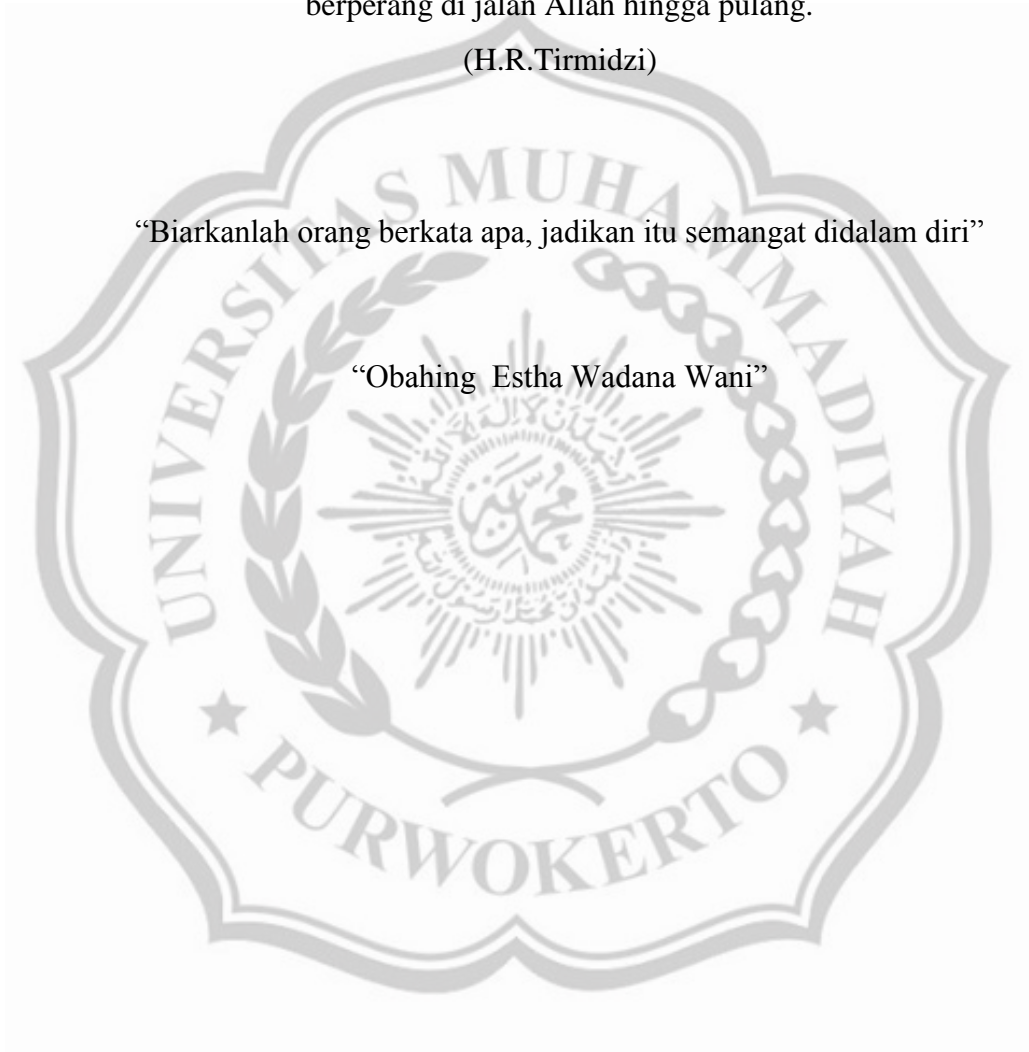 berperang di jalan Allah hingga pulang.
(H.R.Tirmidzi)
UNIVERSITAS MUHAMMADIYAH
“Biarkanlah orang berkata apa, jadikan itu semangat didalam diri”
“Obahing Estha Wadana Wani”
محمد
PURWOKERTO